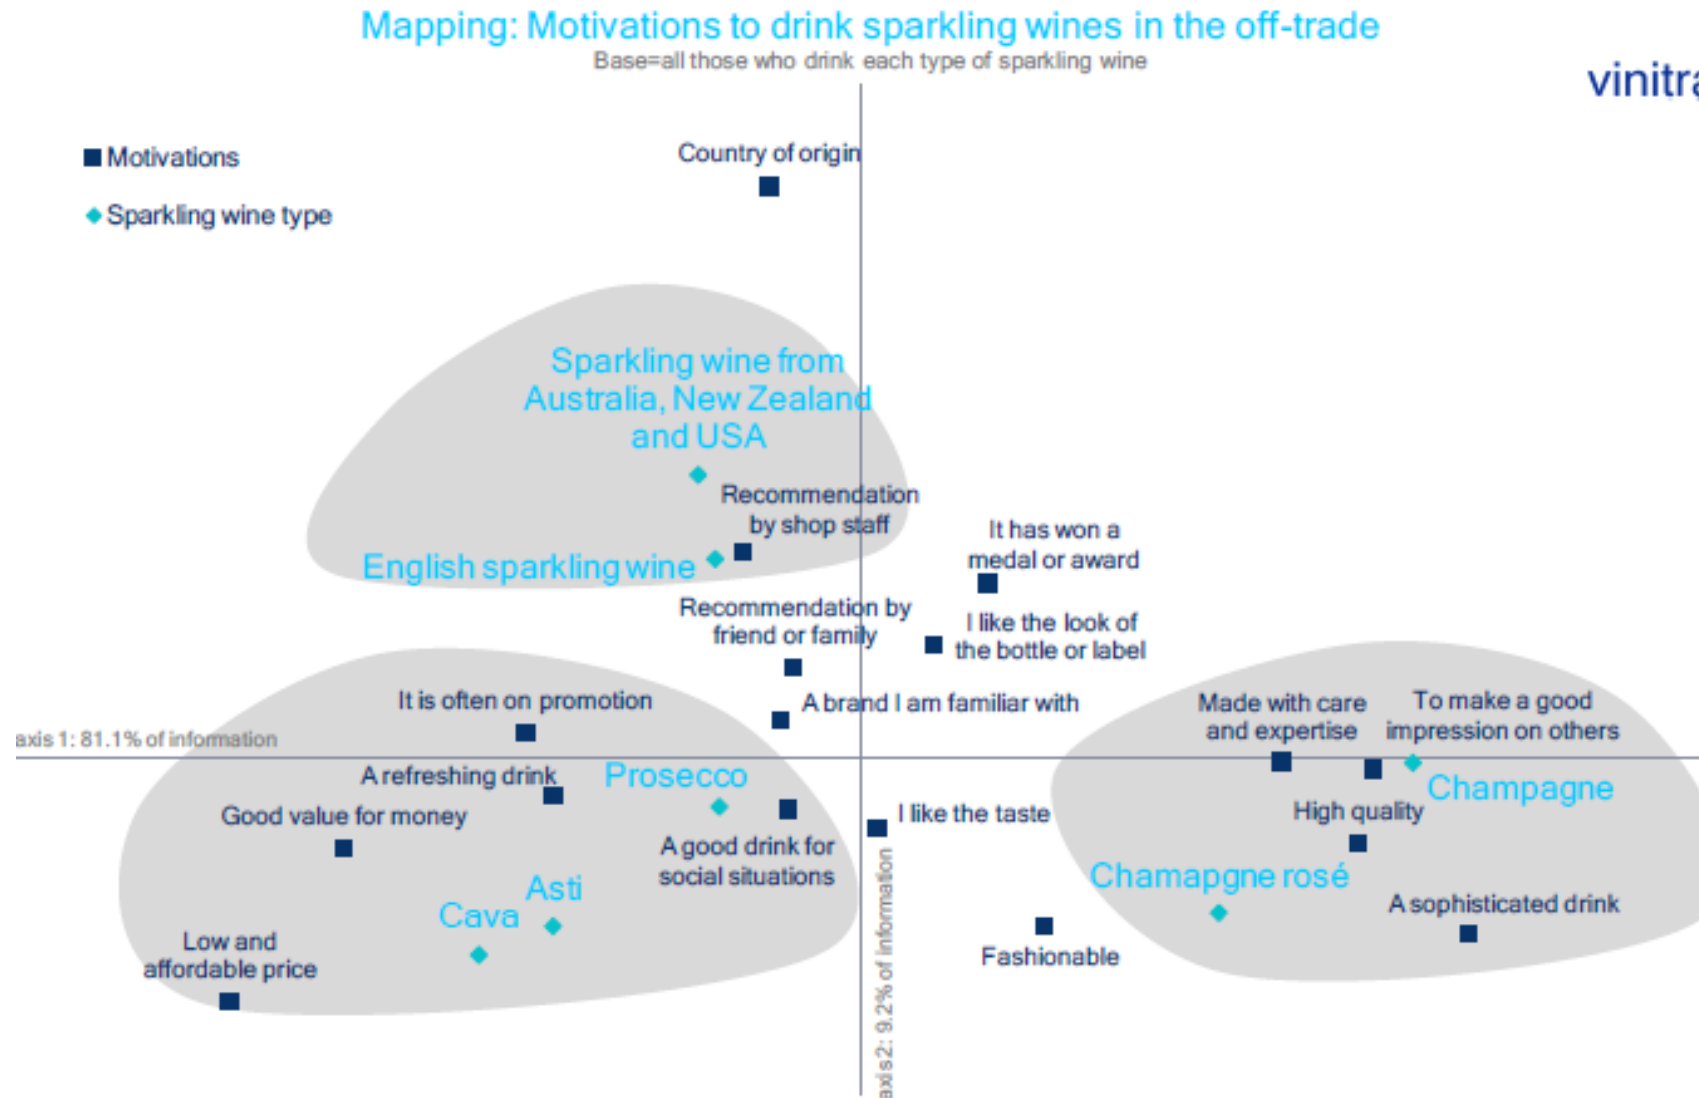 Mapping: Motivations to drink sparkling wines in the off-trade
Base=all those who drink each type of sparkling wine
vinitra
Motivations
Sparkling wine type
Country of origin
Sparkling wine from
Australia, New Zealand
and USA
Recommendation
by shop staff
English sparkling wine
It has won a
medal or award
Recommendation by
friend or family
I like the look of
the bottle or label
It is often on promotion
A brand I am familiar with
Made with care
and expertise
To make a good
impression on others
axis 1: 81.1% of information
A refreshing drink
Prosecco
Champagne
Good value for money
I like the taste
High quality
A good drink for
social situations
Asti
Cava
Chamapgne rosé
A sophisticated drink
Low and
affordable price
Fashionable
axis2: 9.2% of information